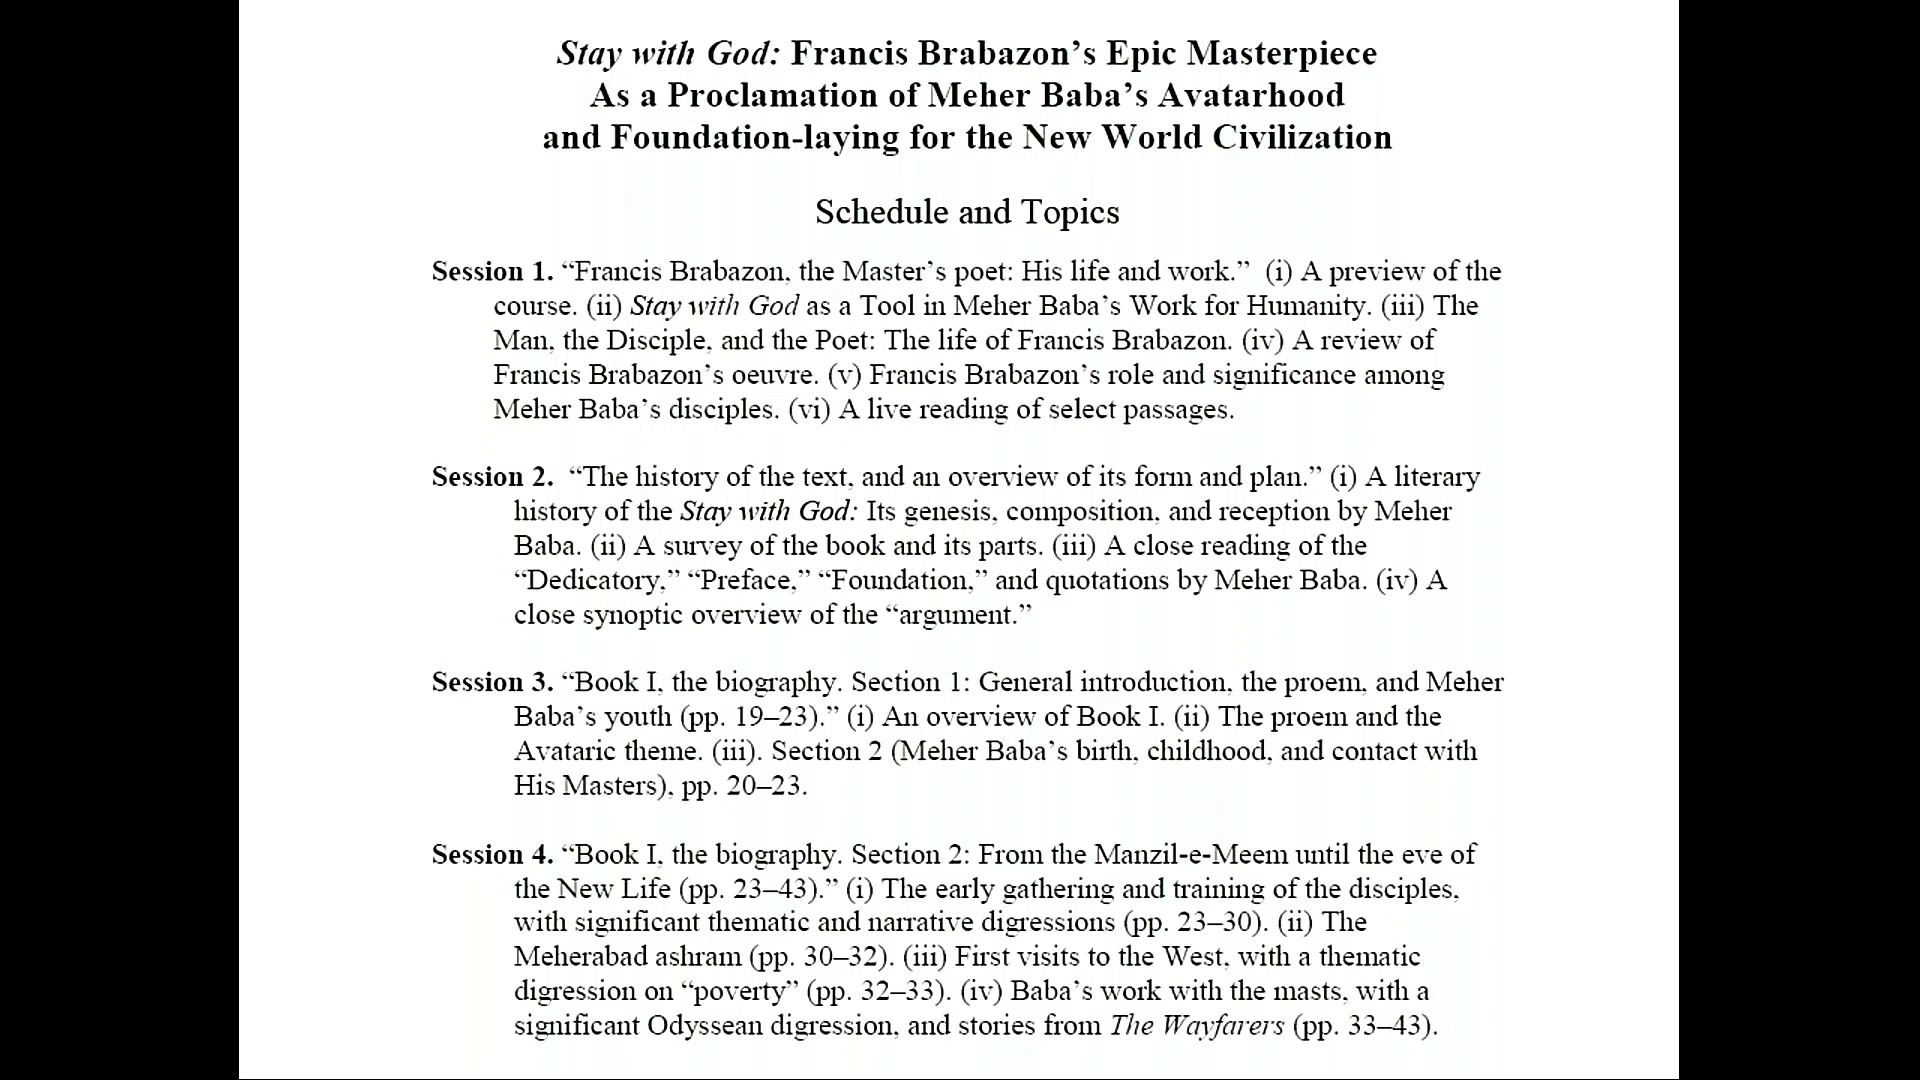 Stay with God: Francis Brabazon’s Epic Masterpiece
As a Proclamation of Meher Baba’s Avatarhood
and Foundation-laying for the New World Civilization
Schedule and Topics
Session 1. “Francis Brabazon, the Master’s poet: His life and work.” (i) A preview of the
course. (ii) Stay with God as a Tool in Meher Baba’s Work for Humanity. (iii) The
Man, the Disciple, and the Poet: The life of Francis Brabazon. (iv) A review of
Francis Brabazon’s oeuvre. (v) Francis Brabazon’s role and significance among
Meher Baba’s disciples. (vi) A live reading of select passages.
Session 2. “The history of the text, and an overview of its form and plan.” (i) A literary
history of the Stay with God: Its genesis, composition, and reception by Meher
Baba. (ii) A survey of the book and its parts. (iii) A close reading of the
“Dedicatory,” “Preface,” “Foundation,” and quotations by Meher Baba. (iv) A
close synoptic overview of the “argument.”
Session 3. “Book I, the biography. Section 1: General introduction, the proem, and Meher
Baba’s youth (pp. 19–23).” (i) An overview of Book I. (ii) The proem and the
Avataric theme. (iii). Section 2 (Meher Baba’s birth, childhood, and contact with
His Masters), pp. 20–23.
Session 4. “Book I, the biography. Section 2: From the Manzil-e-Meem until the eve of
the New Life (pp. 23–43).” (i) The early gathering and training of the disciples,
with significant thematic and narrative digressions (pp. 23–30). (ii) The
Meherabad ashram (pp. 30–32). (iii) First visits to the West, with a thematic
digression on “poverty” (pp. 32–33). (iv) Baba’s work with the masts, with a
significant Odyssean digression, and stories from The Wayfarers (pp. 33–43).